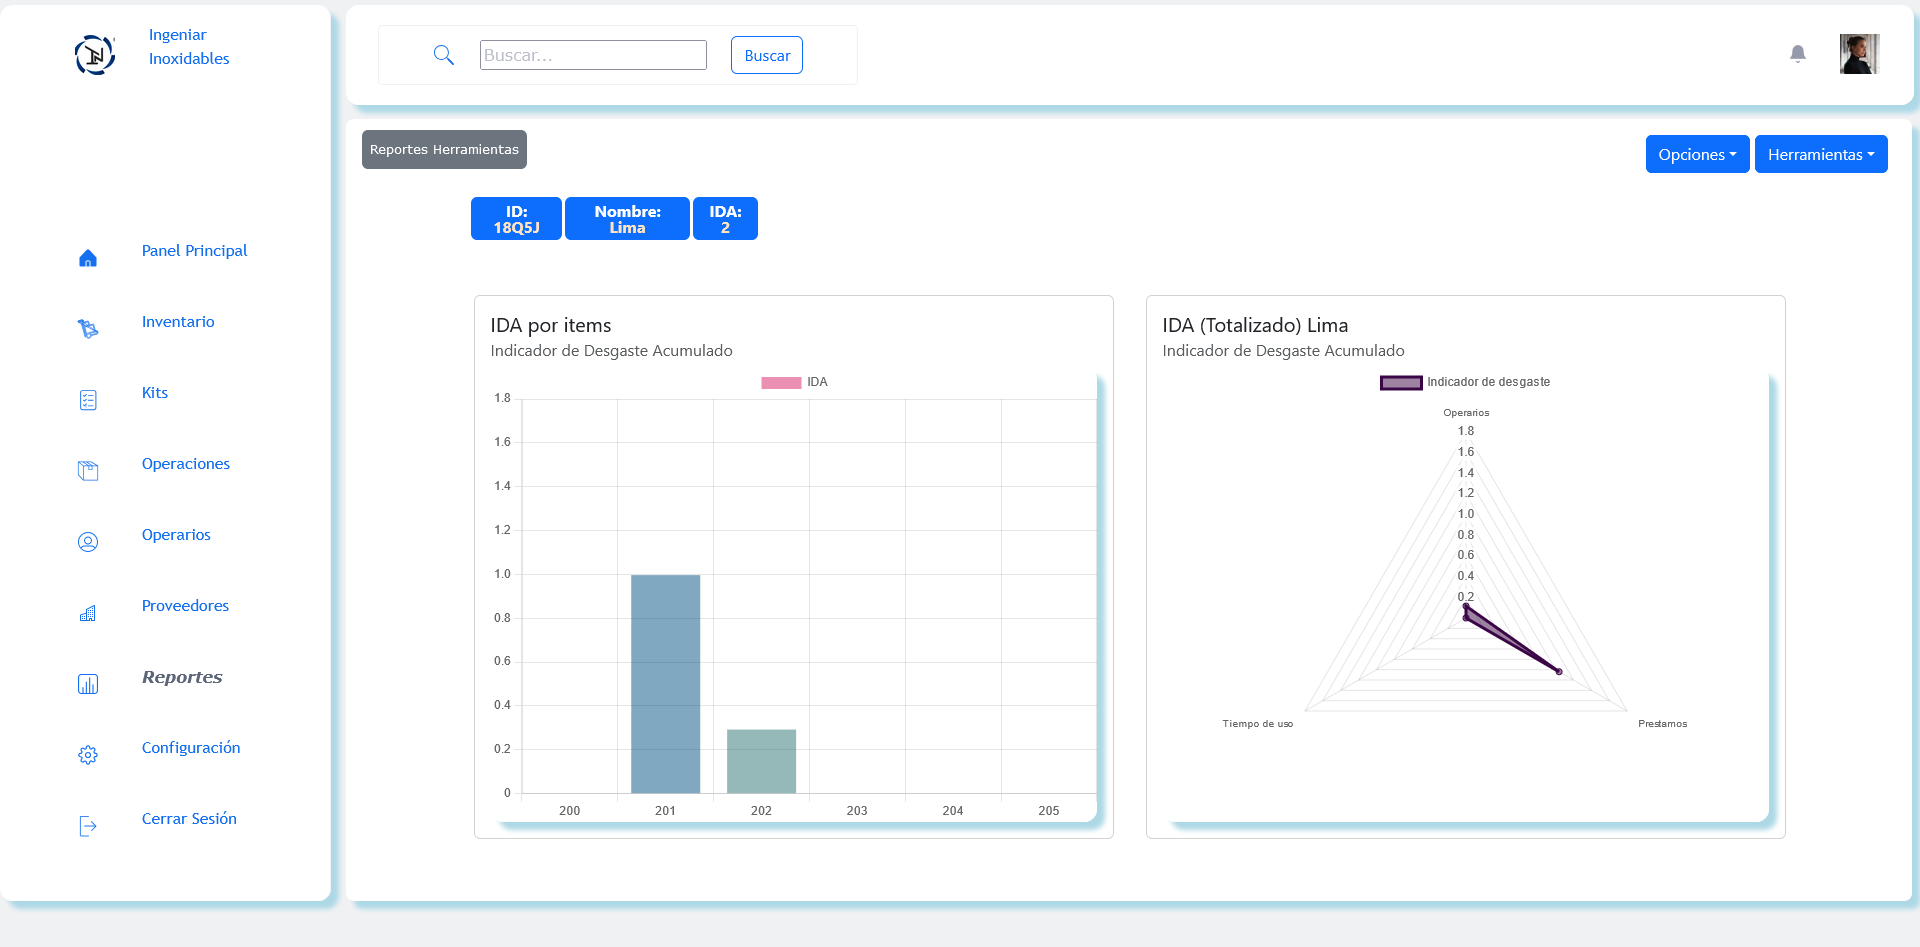 Ingeniar
Inoxidables
Buscar...
Buscar
Panel Principal
Inventario
Kits
Operaciones
Operarios
Proveedores
Reportes
Configuración
Cerrar Sesión
Reportes Herramientas
Opciones
Herramientas
ID:
18Q5J
Nombre:
Lima
IDA:
2
IDA por items
Indicador de Desgaste Acumulado
IDA
1.8
1.6
1.4
1.2
1.0
0.8
0.6
0.4
0.2
0
200 201 202 203 204 205
IDA (Totalizado) Lima
Indicador de Desgaste Acumulado
Indicador de desgaste
Operarios
1.8
1.6
1.4
1.2
1.0
0.8
0.6
0.4
0.2
Tiempo de uso
Prestamos